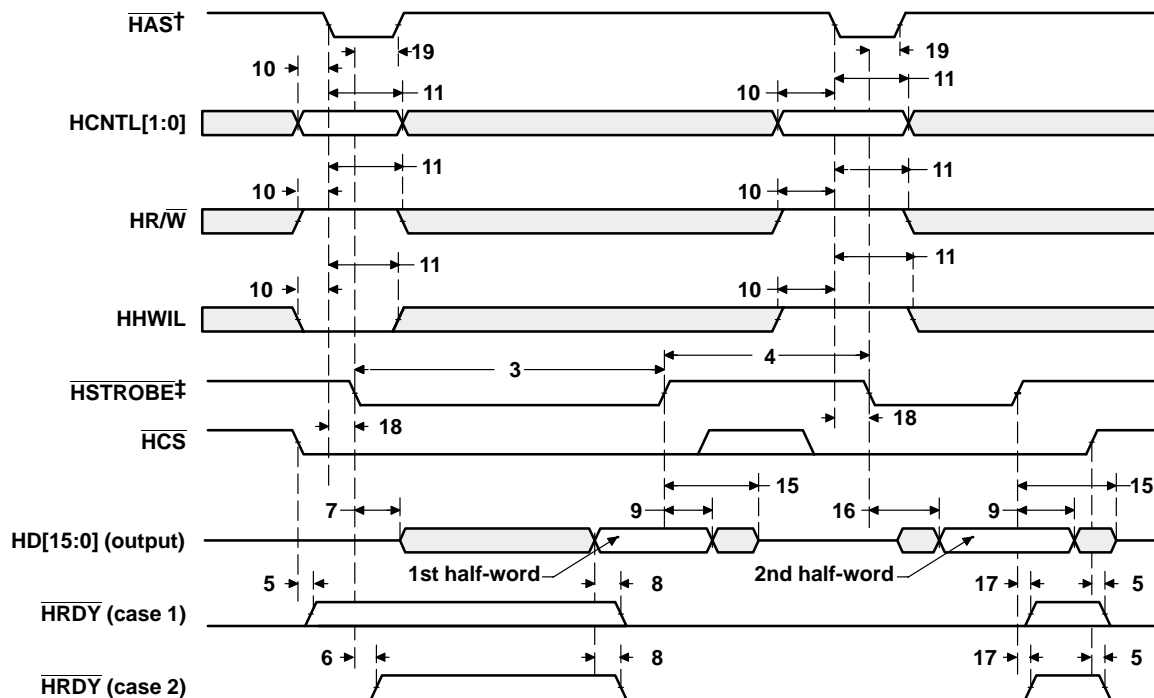 HAS†
19
19
10
11
10
11
HCNTL[1:0]
11
11
10
10
HR/W
11
11
10
10
HHWIL
3
4
HSTROBE‡
18
18
HCS
15
15
7
9
16
9
HD[15:0] (output)
1st half-word
2nd half-word
5
8
17
5
HRDY (case 1)
6
8
17
5
HRDY (case 2)